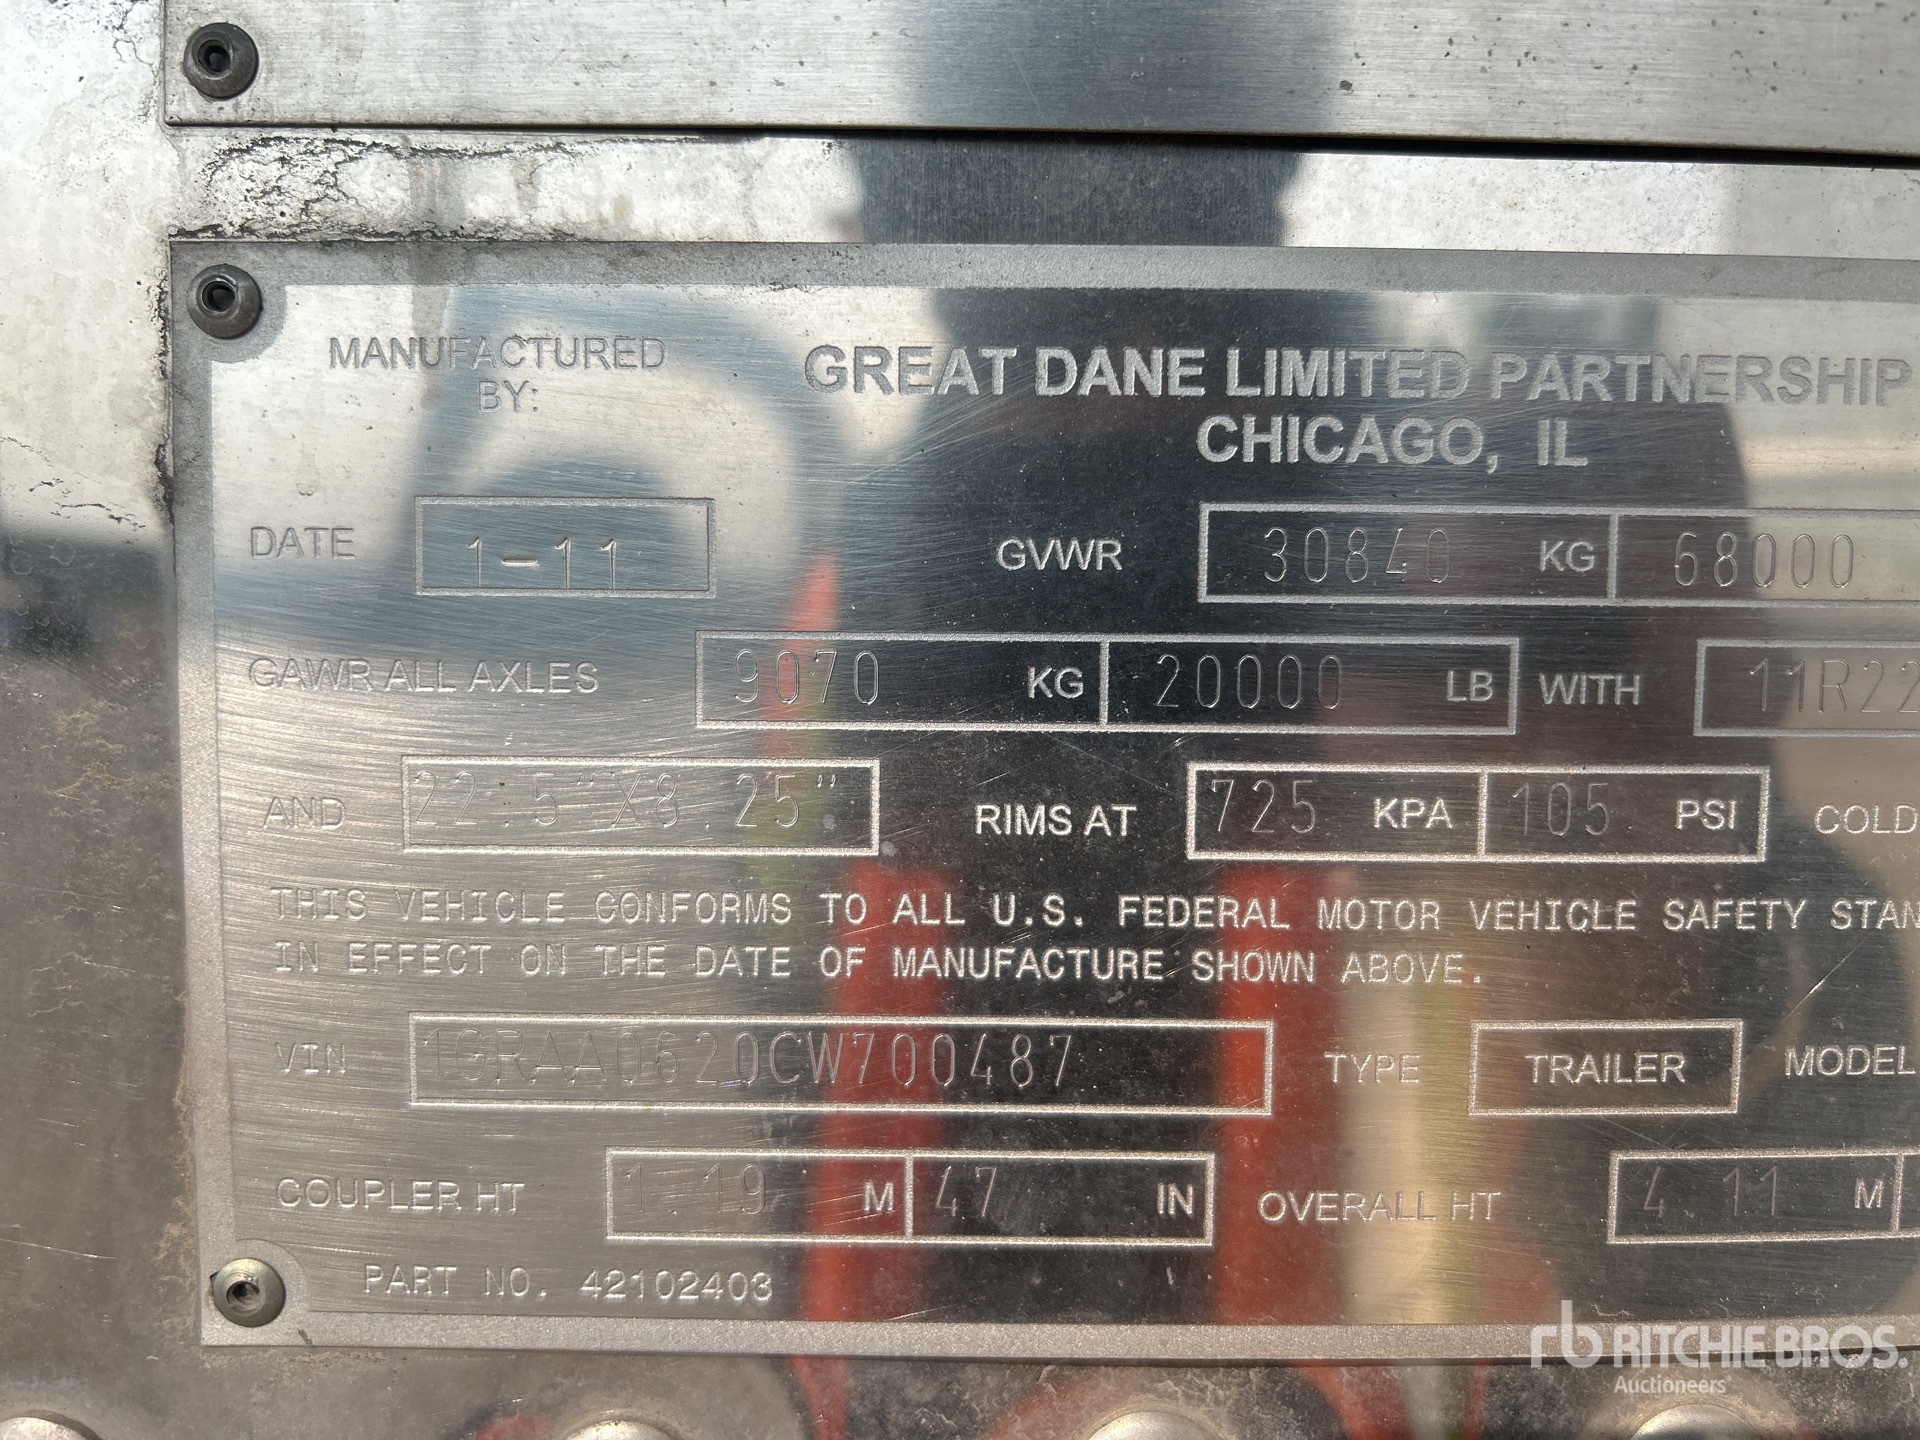 MANUFACTURED BY: GREAT DANE LIMITED PARTNERSHIP
CHICAGO, IL
DATE 1-11 GVWR 30840 KG 68000
GAWR ALL AXLES 9070 KG 20000 LB WITH 11R22
AND 22.5"X8.25" RIMS AT 725 KPA 105 PSI COLD
THIS VEHICLE CONFORMS TO ALL U.S. FEDERAL MOTOR VEHICLE SAFETY STAN
IN EFFECT ON THE DATE OF MANUFACTURE SHOWN ABOVE.
VIN 1GRAA0620CW700487 TYPE TRAILER MODEL
COUPLER HT 1.19 M 47 IN OVERALL HT 4.11 M
PART NO. 42102403
rb RITCHIE BROS.
Auctioneers